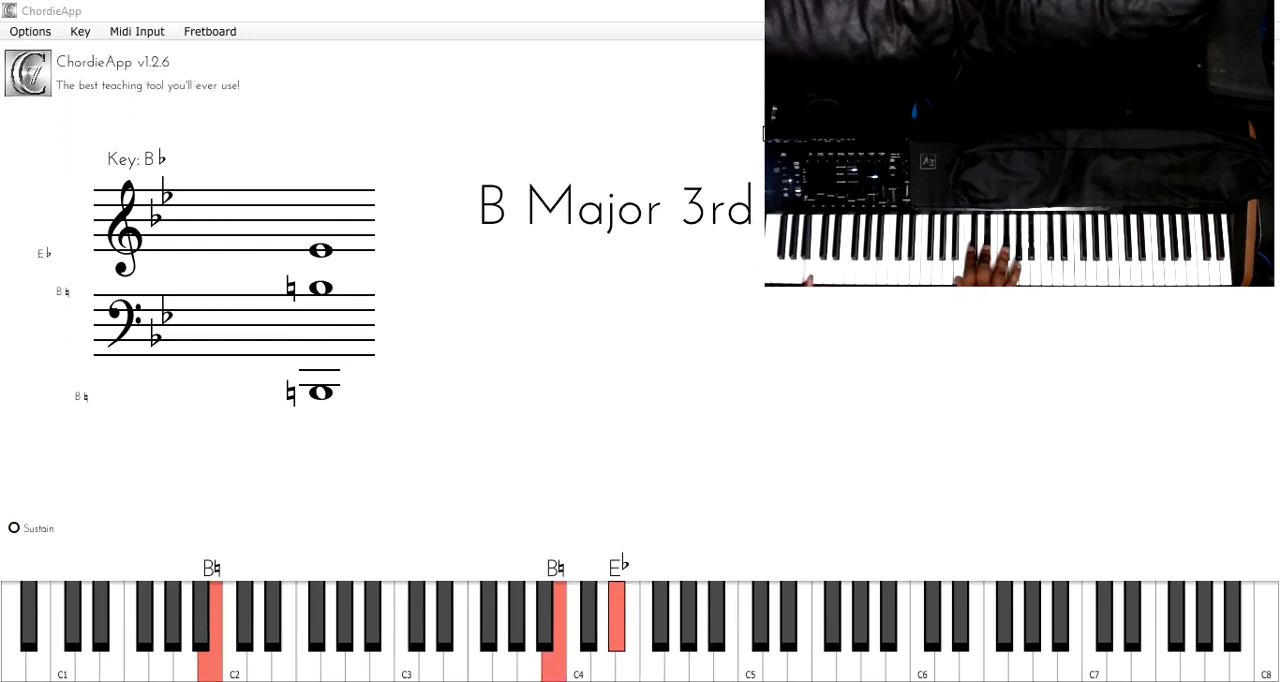 ChordieApp
Options Key Midi Input Fretboard
ChordieApp v1.2.6
The best teaching tool you'll ever use!
Key: B♭
B Major 3rd
E♭
B♮
B♮
Sustain
B♮ B♮ E♭
C1 C2 C3 C4 C5 C6 C7 C8